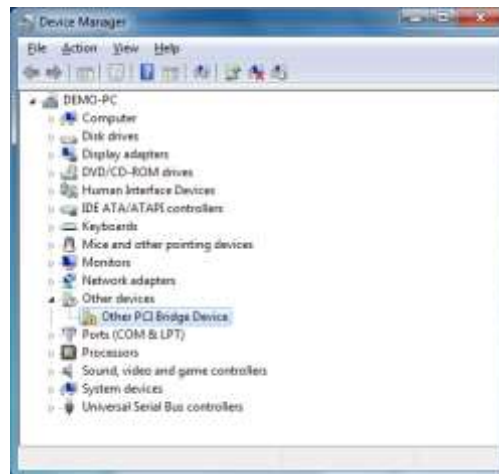 Device Manager
File Action View Help
DEMO-PC
Computer
Disk drives
Display adapters
DVD/CD-ROM drives
Human Interface Devices
IDE ATA/ATAPI controllers
Keyboards
Mice and other pointing devices
Monitors
Network adapters
Other devices
Other PCI Bridge Device
Ports (COM & LPT)
Processors
Sound, video and game controllers
System devices
Universal Serial Bus controllers